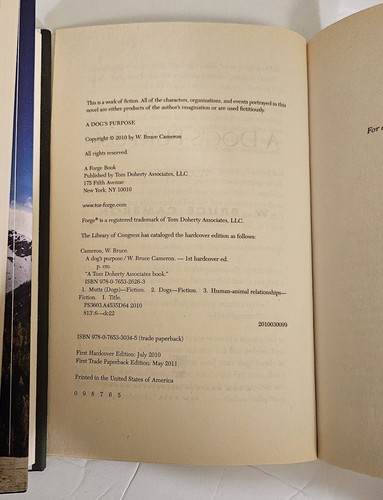 This is a work of fiction. All of the characters, organizations, and events portrayed in this
novel are either products of the author's imagination or are used fictitiously.
A DOG'S PURPOSE
Copyright © 2010 by W. Bruce Cameron
All rights reserved.
A Forge Book
Published by Tom Doherty Associates, LLC
175 Fifth Avenue
New York, NY 10010
www.tor-forge.com
Forge® is a registered trademark of Tom Doherty Associates, LLC.
The Library of Congress has cataloged the hardcover edition as follows:
Cameron, W. Bruce.
A dog's purpose / W. Bruce Cameron. — 1st hardcover ed.
p. cm.
"A Tom Doherty Associates book."
ISBN 978-0-7653-2626-3
1. Mutts (Dogs)—Fiction. 2. Dogs—Fiction. 3. Human-animal relationships—
Fiction. I. Title.
PS3603.A4535D64 2010
813'.6—dc22
2010030099
ISBN 978-0-7653-3034-5 (trade paperback)
First Hardcover Edition: July 2010
First Trade Paperback Edition: May 2011
Printed in the United States of America
0 9 8 7 6 5
For